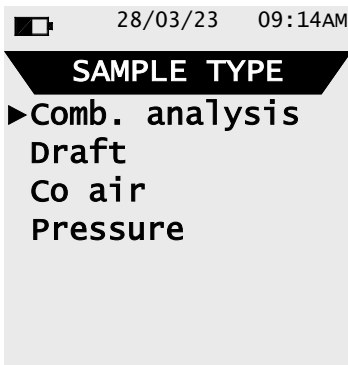 28/03/23 09:14AM
SAMPLE TYPE
▶Comb. analysis
Draft
Co air
Pressure